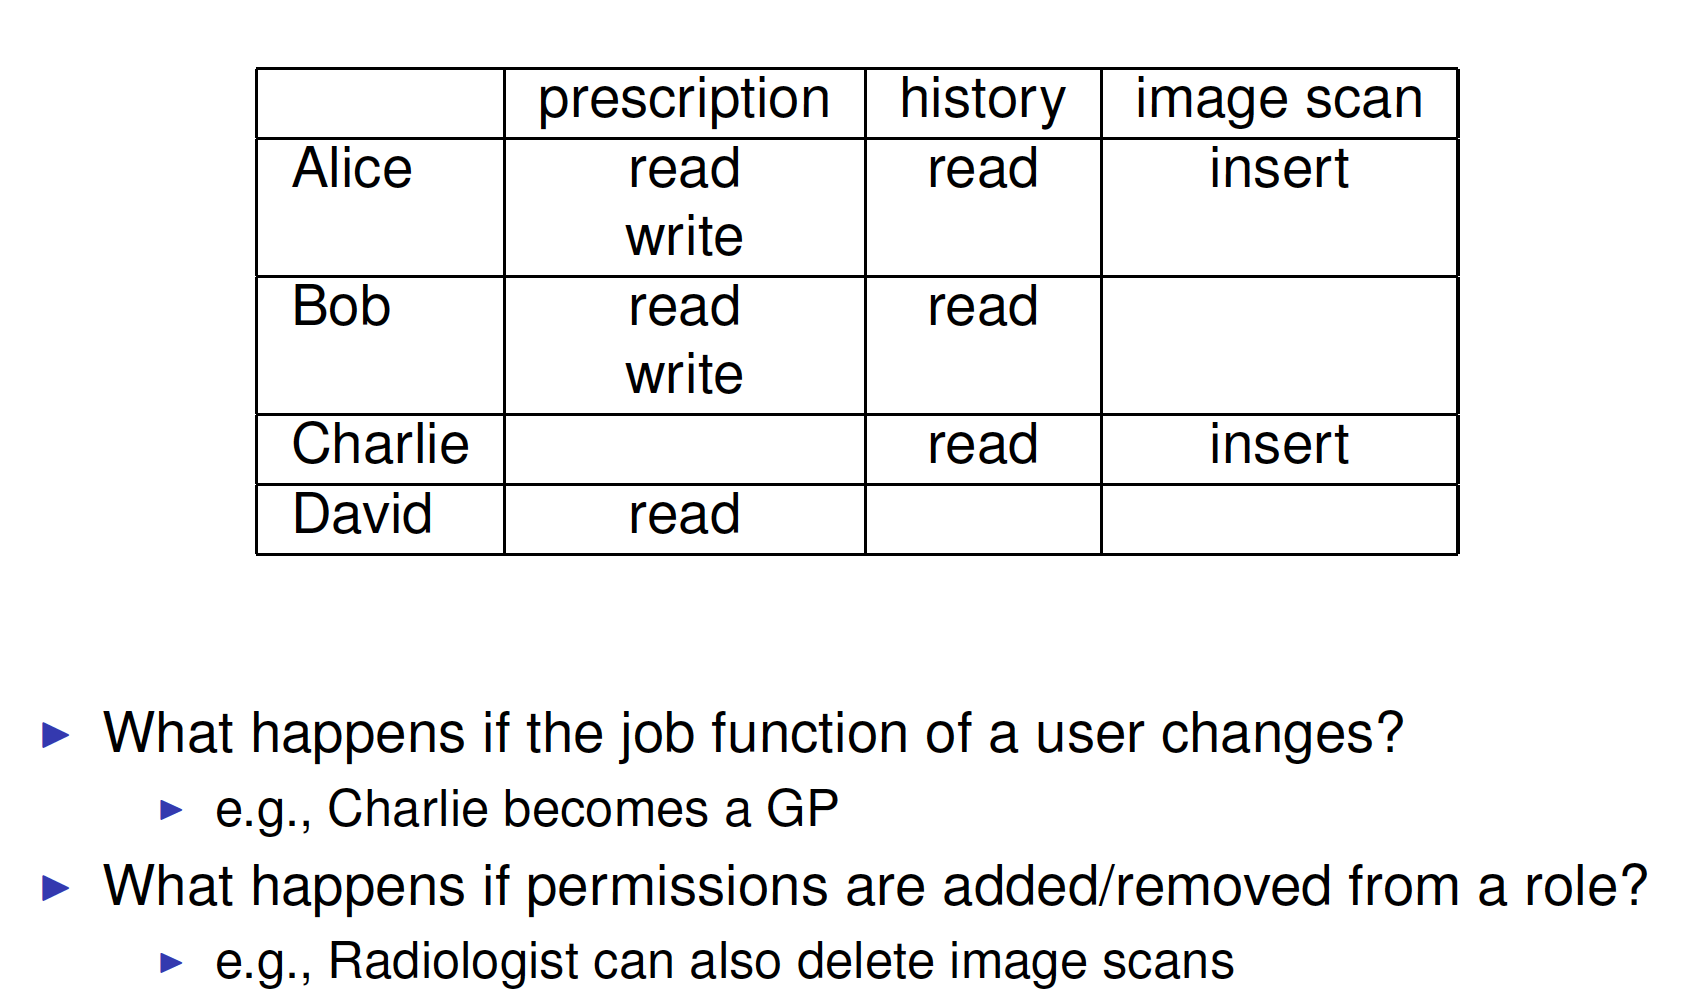 prescription history image scan
Alice read read insert
write
Bob read read
write
Charlie read insert
David read
▶ What happens if the job function of a user changes?
▶ e.g., Charlie becomes a GP
▶ What happens if permissions are added/removed from a role?
▶ e.g., Radiologist can also delete image scans